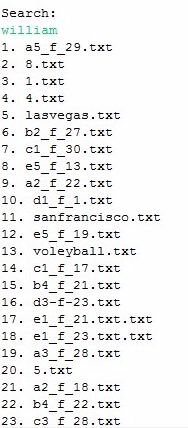 Search:
william
1. a5_f_29.txt
2. 8.txt
3. 1.txt
4. 4.txt
5. lasvegas.txt
6. b2_f_27.txt
7. c1_f_30.txt
8. e5_f_13.txt
9. a2_f_22.txt
10. d1_f_1.txt
11. sanfrancisco.txt
12. e5_f_19.txt
13. voleyball.txt
14. c1_f_17.txt
15. b4_f_21.txt
16. d3-f-23.txt
17. e1_f_21.txt.txt
18. e1_f_23.txt.txt
19. a3_f_28.txt
20. 5.txt
21. a2_f_18.txt
22. b4_f_22.txt
23. c3_f_28.txt